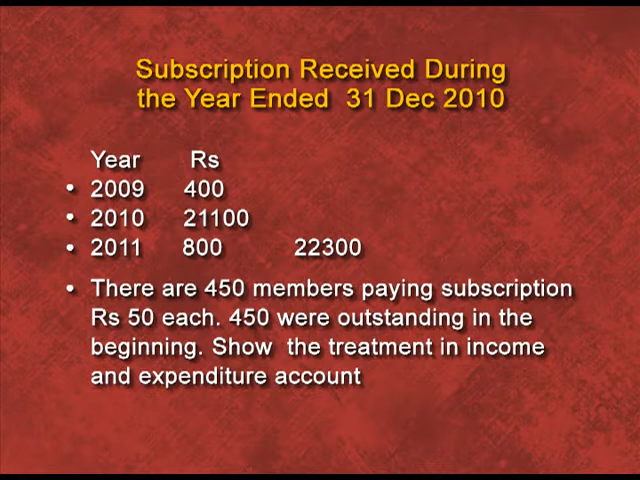 Subscription Received During
the Year Ended 31 Dec 2010
Year Rs
• 2009 400
• 2010 21100
• 2011 800 22300
• There are 450 members paying subscription
Rs 50 each. 450 were outstanding in the
beginning. Show the treatment in income
and expenditure account